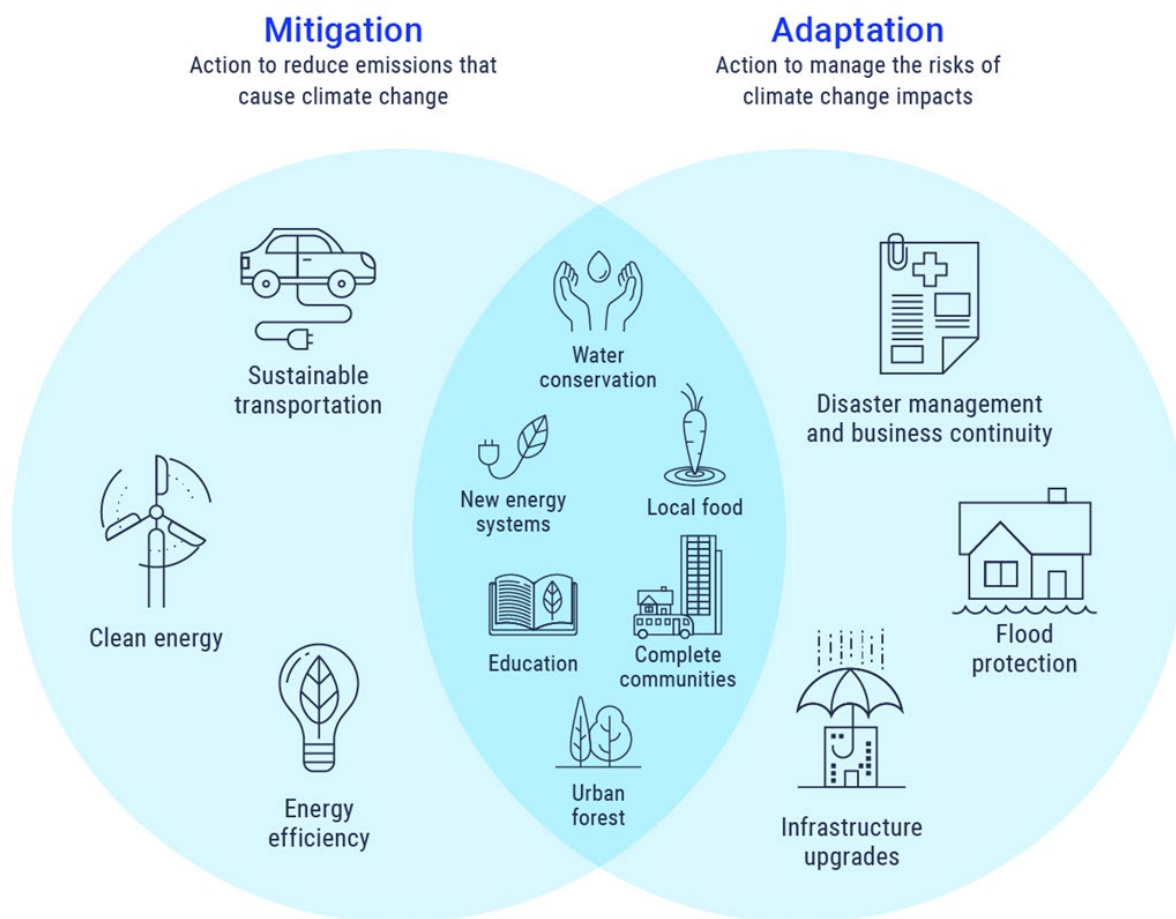 Mitigation
Action to reduce emissions that
cause climate change
Adaptation
Action to manage the risks of
climate change impacts
Sustainable
transportation
Clean energy
Energy
efficiency
Water
conservation
New energy
systems
Local food
Education
Complete
communities
Urban
forest
Disaster management
and business continuity
Flood
protection
Infrastructure
upgrades